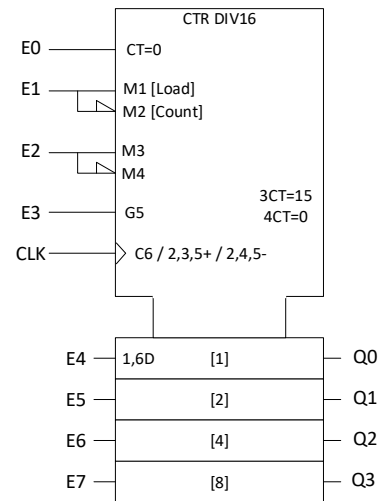 CTR DIV16
E0 CT=0
E1 M1 [Load]
M2 [Count]
E2 M3
M4
3CT=15
E3 G5
4CT=0
CLK C6 / 2,3,5+ / 2,4,5-
E4 1,6D [1] Q0
E5 [2] Q1
E6 [4] Q2
E7 [8] Q3